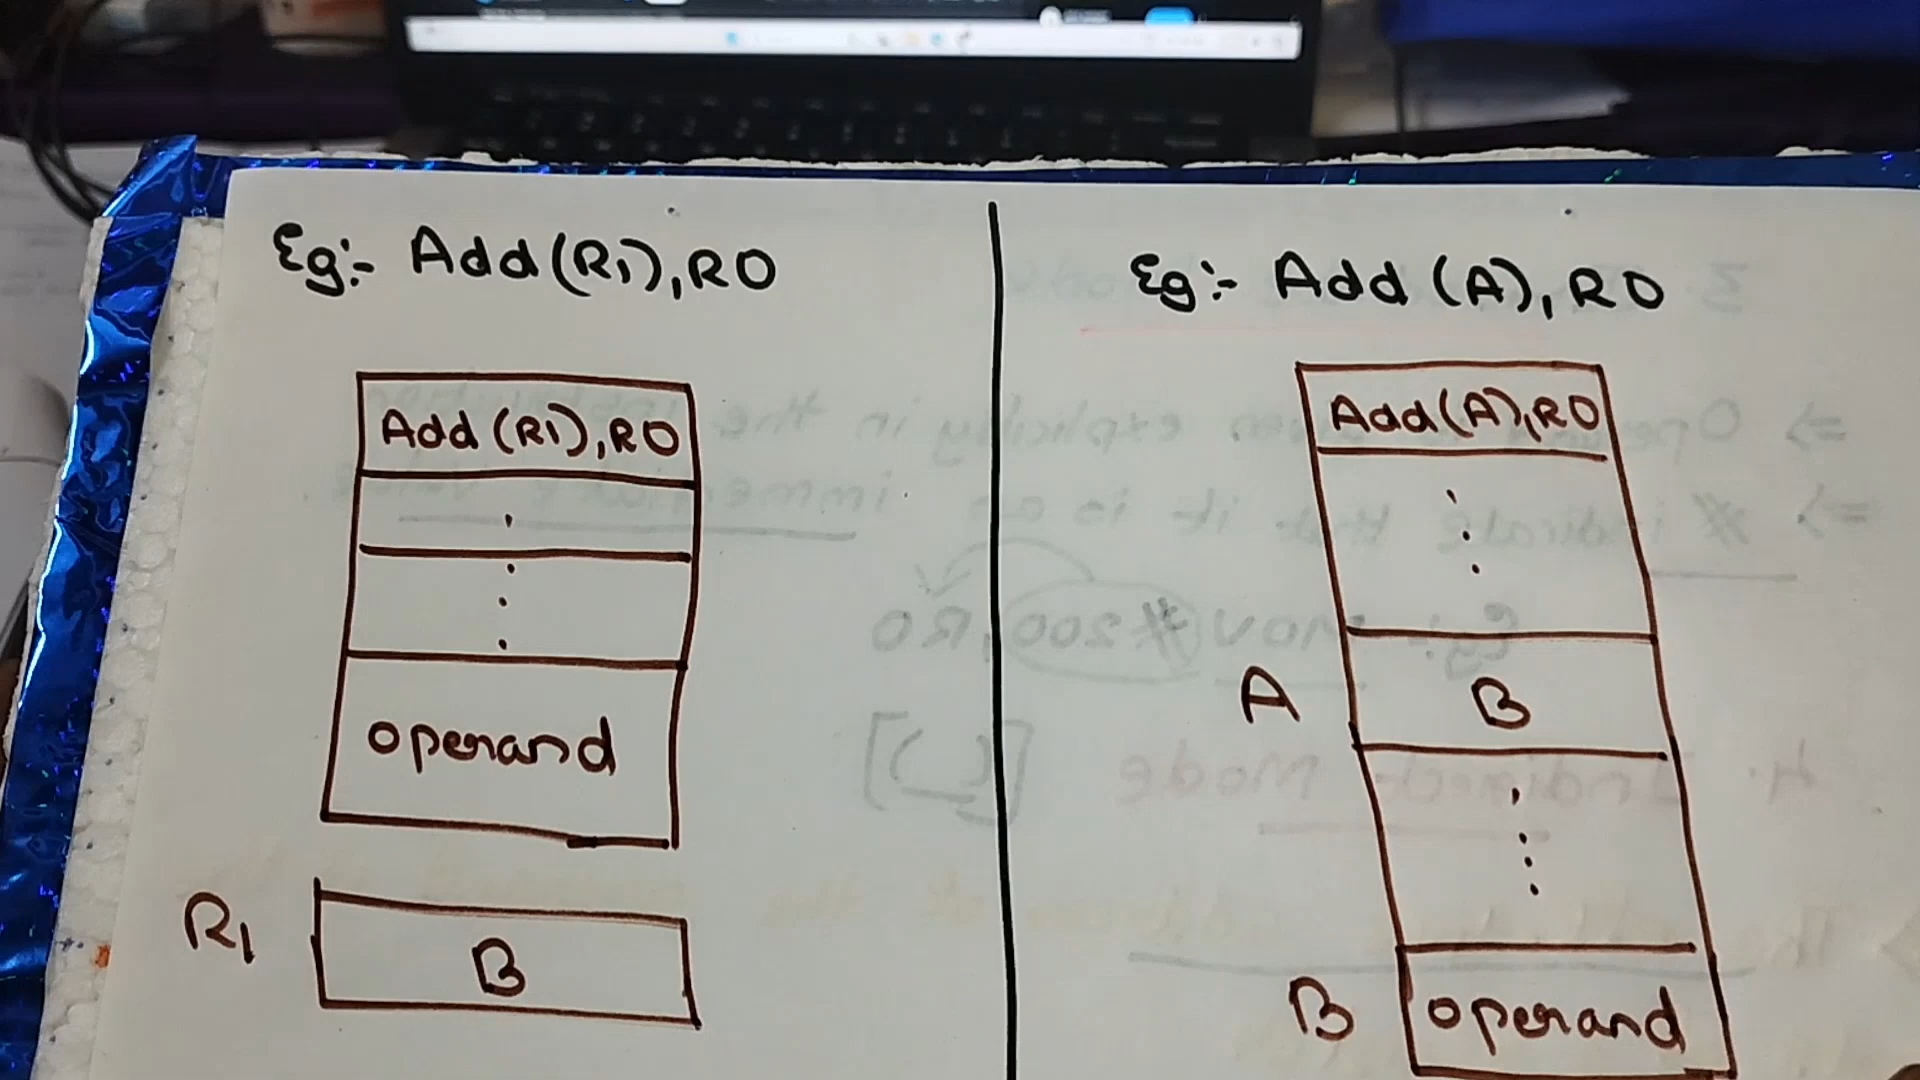 Eg:- Add (R1), R0
Add (R1), R0
operand
R1
B
Eg:- Add (A), R0
Add (A), R0
A
B
B
operand